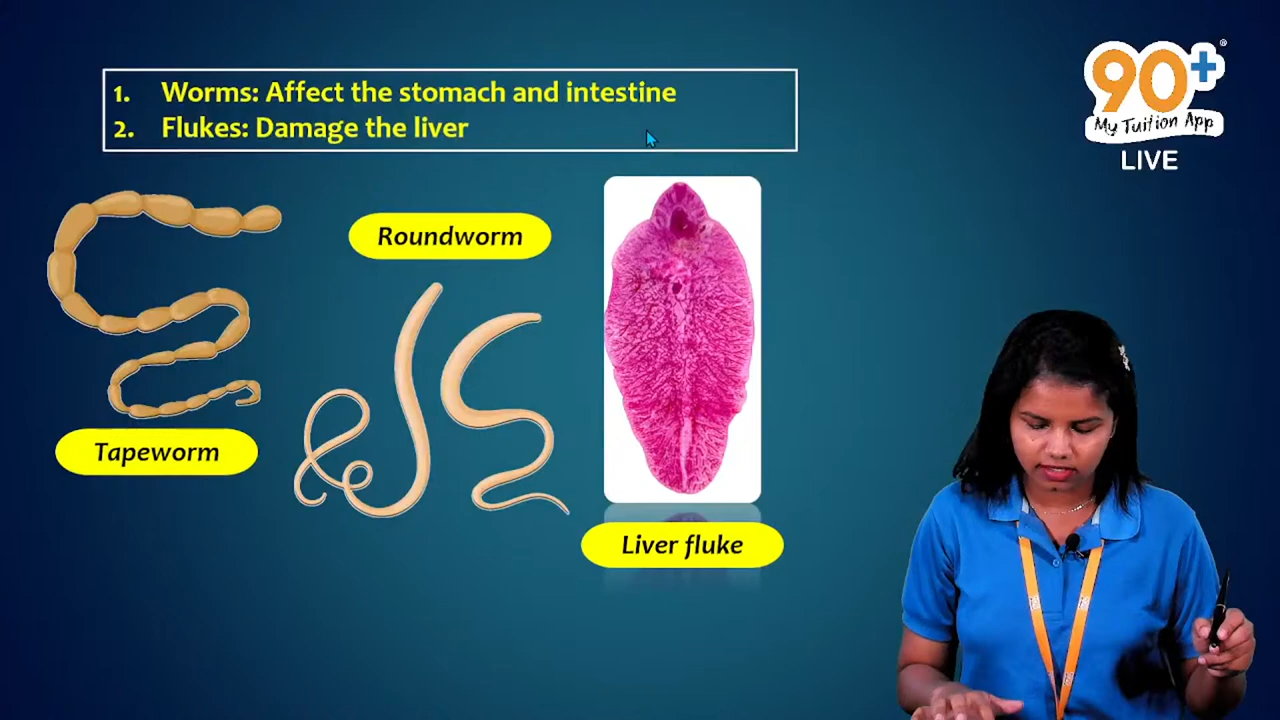 1. Worms: Affect the stomach and intestine
2. Flukes: Damage the liver
90+
®
My Tuition App
LIVE
Roundworm
Tapeworm
Liver fluke